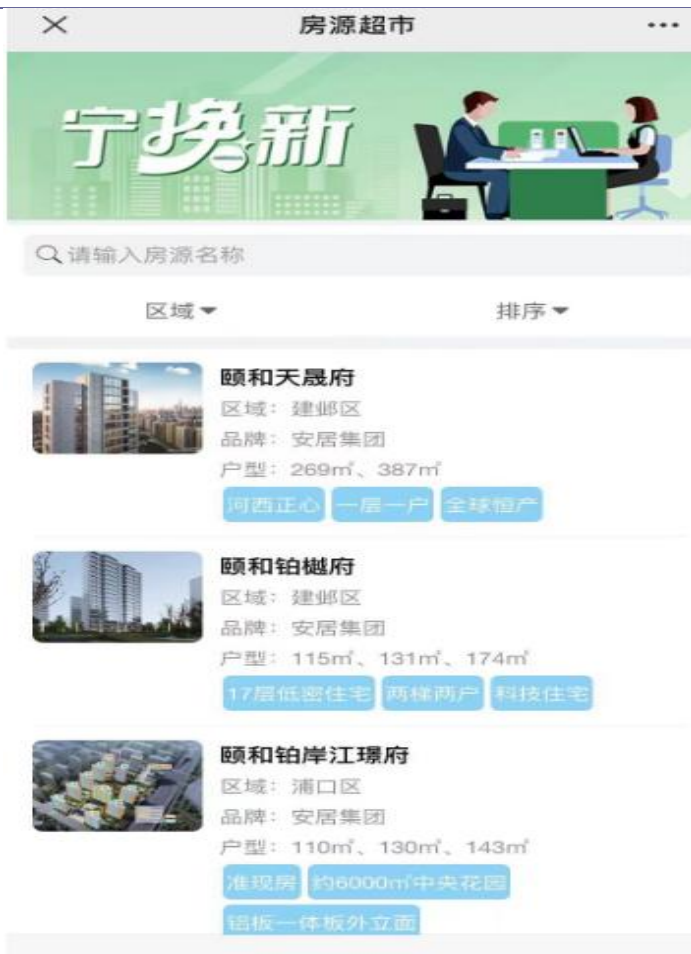 房源超市
宁换新
请输入房源名称
区域 排序
颐和天晟府
区域：建邺区
品牌：安居集团
户型：269㎡、387㎡
河西正心 一层一户 全球恒产
颐和铂樾府
区域：建邺区
品牌：安居集团
户型：115㎡、131㎡、174㎡
17层低密住宅 两梯两户 科技住宅
颐和铂岸江璟府
区域：浦口区
品牌：安居集团
户型：110㎡、130㎡、143㎡
准现房 约6000㎡中央花园
铝板一体板外立面